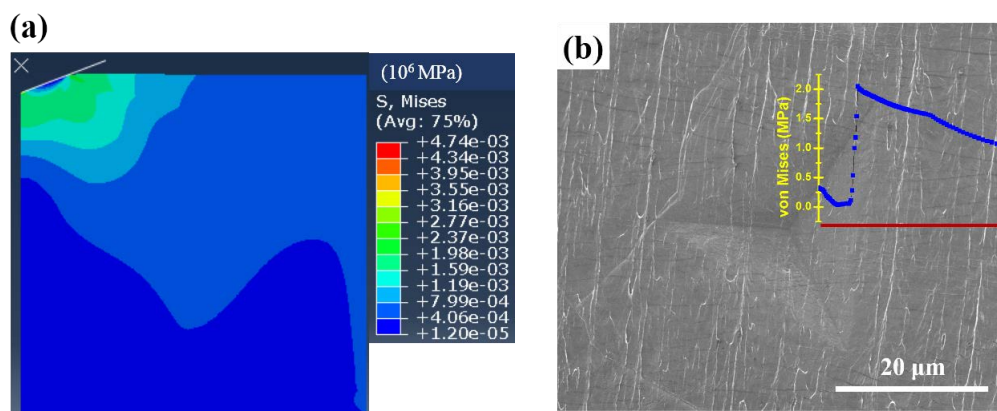 (a)
(10⁶ MPa)
S, Mises
(Avg: 75%)
+4.74e-03
+4.34e-03
+3.95e-03
+3.55e-03
+3.16e-03
+2.77e-03
+2.37e-03
+1.98e-03
+1.59e-03
+1.19e-03
+7.99e-04
+4.06e-04
+1.20e-05
(b)
von Mises (MPa)
2.0
1.5
1.0
0.5
0.0
20 μm